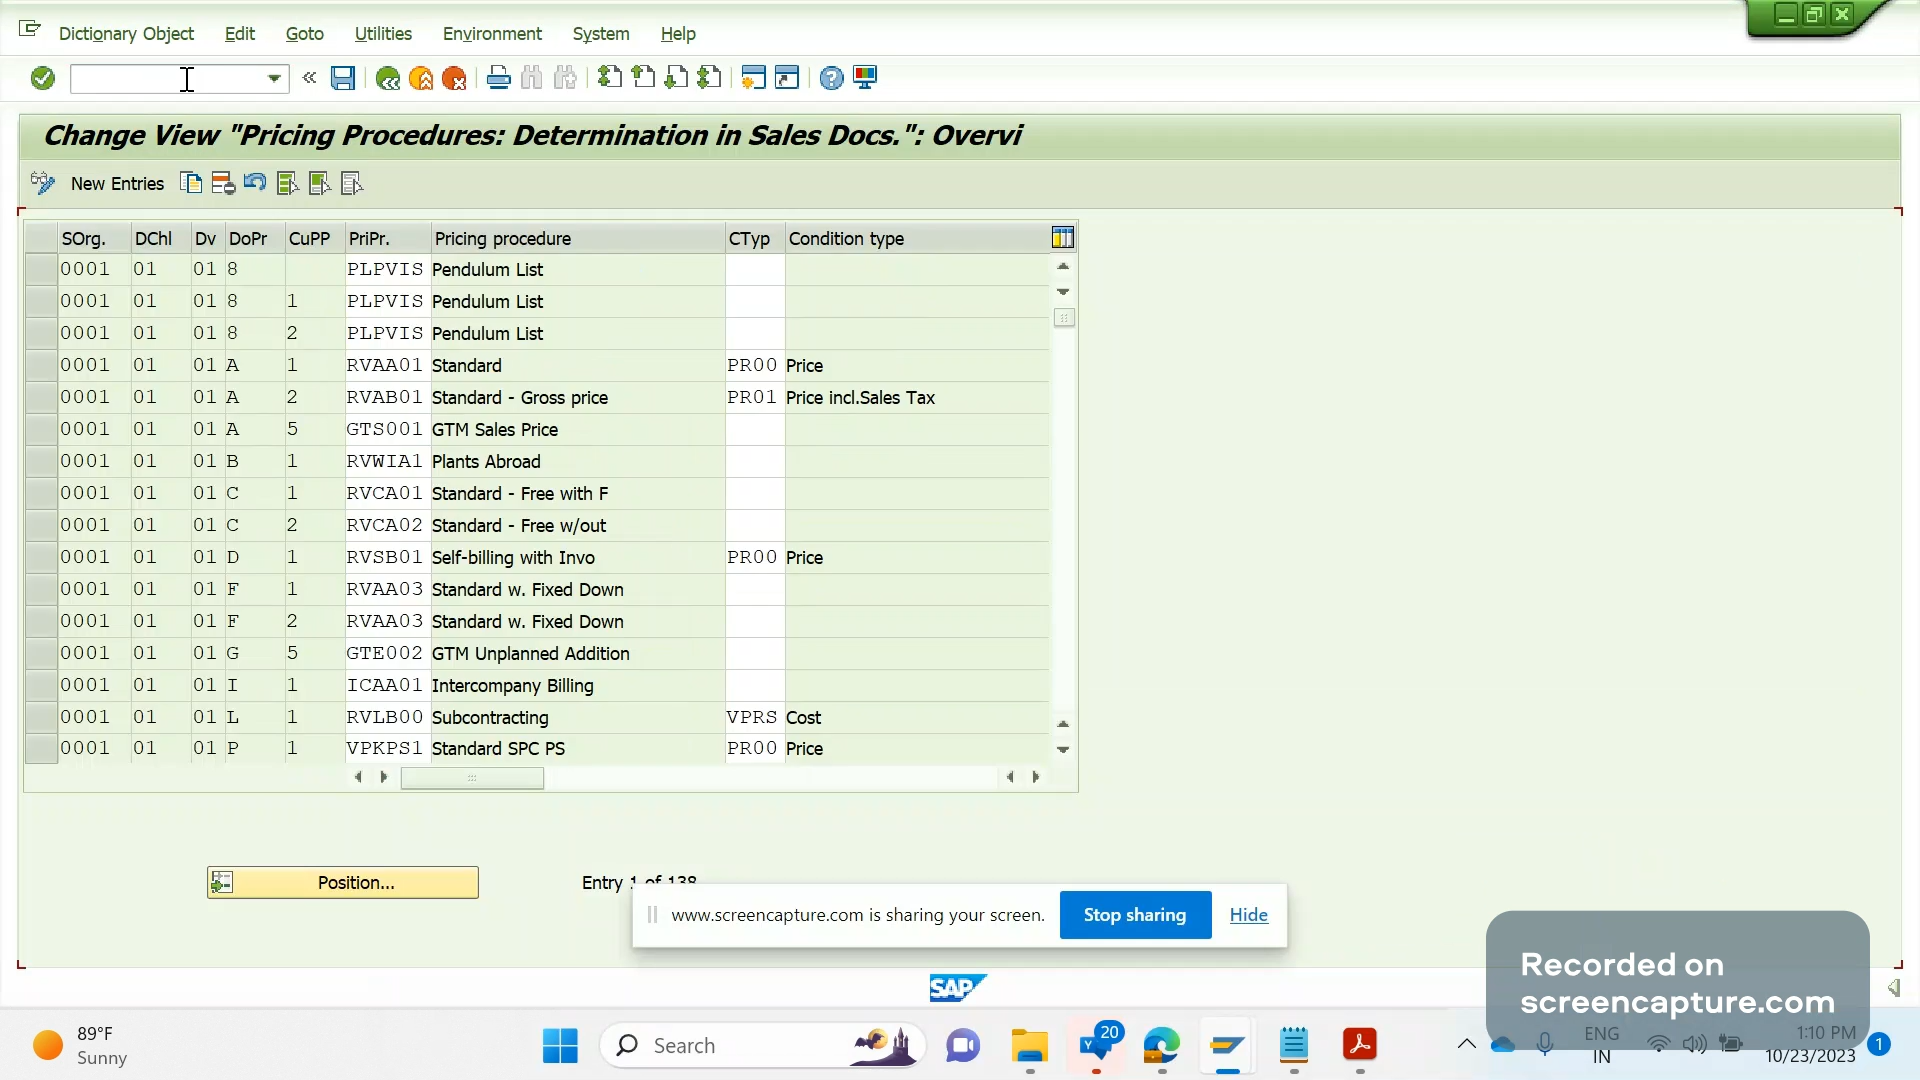 Dictionary Object Edit Goto Utilities Environment System Help
Change View "Pricing Procedures: Determination in Sales Docs.": Overvi
New Entries
SOrg. DChl Dv DoPr CuPP PriPr. Pricing procedure CTyp Condition type
0001 01 01 8 PLPVIS Pendulum List
0001 01 01 8 1 PLPVIS Pendulum List
0001 01 01 8 2 PLPVIS Pendulum List
0001 01 01 A 1 RVAA01 Standard PR00 Price
0001 01 01 A 2 RVAB01 Standard - Gross price PR01 Price incl.Sales Tax
0001 01 01 A 5 GTS001 GTM Sales Price
0001 01 01 B 1 RVWIA1 Plants Abroad
0001 01 01 C 1 RVCA01 Standard - Free with F
0001 01 01 C 2 RVCA02 Standard - Free w/out
0001 01 01 D 1 RVSB01 Self-billing with Invo PR00 Price
0001 01 01 F 1 RVAA03 Standard w. Fixed Down
0001 01 01 F 2 RVAA03 Standard w. Fixed Down
0001 01 01 G 5 GTE002 GTM Unplanned Addition
0001 01 01 I 1 ICAA01 Intercompany Billing
0001 01 01 L 1 RVLB00 Subcontracting VPRS Cost
0001 01 01 P 1 VPKPS1 Standard SPC PS PR00 Price
Position... Entry 1 of 138
www.screencapture.com is sharing your screen. Stop sharing Hide
Recorded on
screencapture.com
SAP
89°F
Sunny
Search
20
ENG
IN
1:10 PM
10/23/2023
1